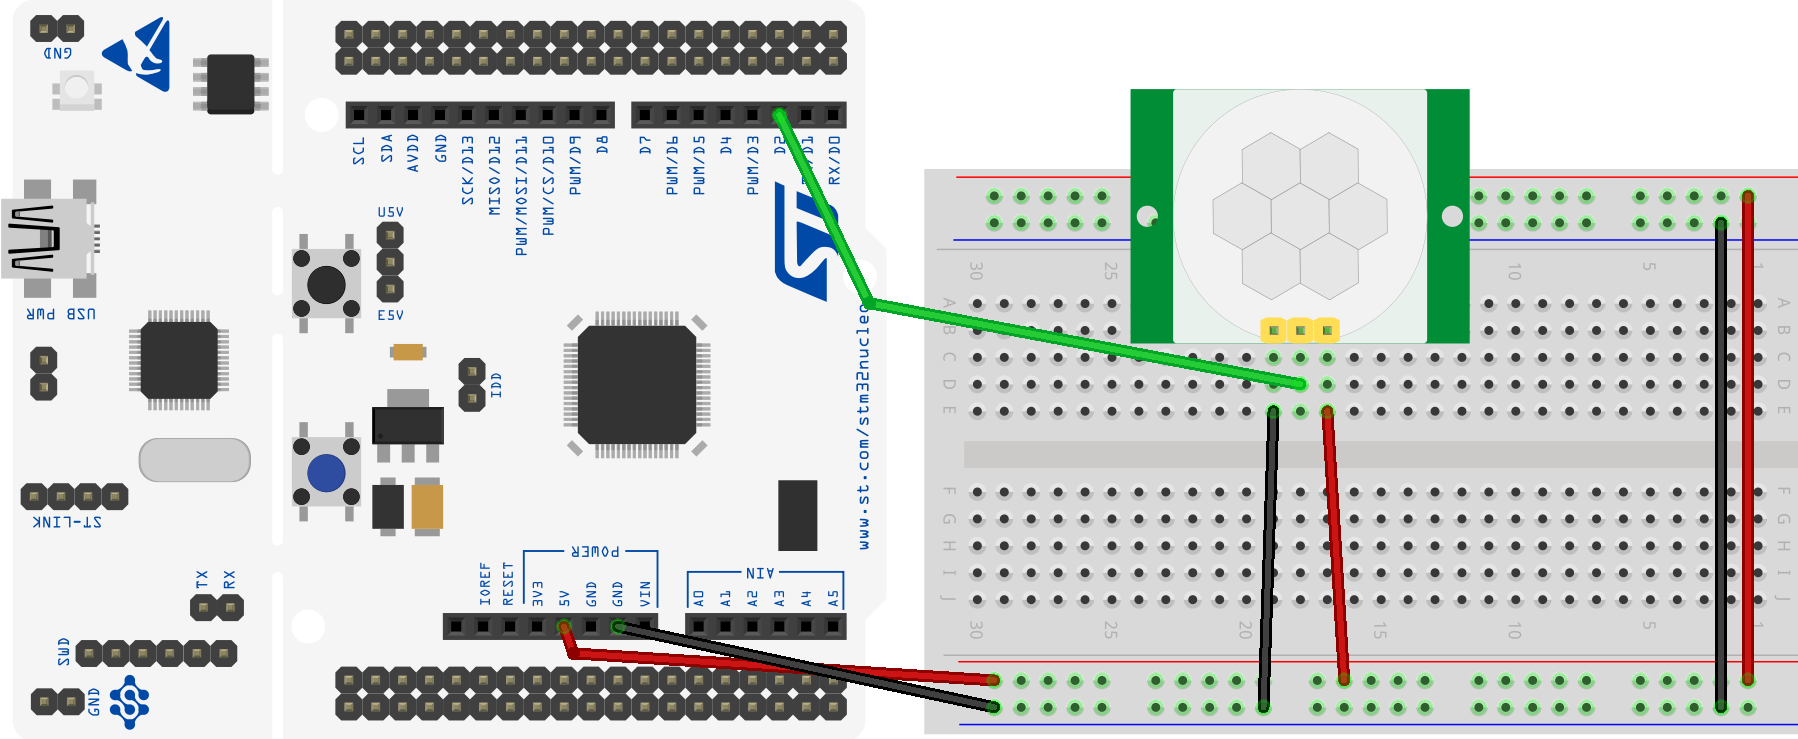 GND
SCL
SDA
AVDD
GND
SCK/D13
MISO/D12
PWM/MOSI/D11
PWM/CS/D10
PWM/D9
D8
D7
PWM/D6
PWM/D5
D4
PWM/D3
D2
/D1
RX/D0
U5V
E5V
USB PWR
IDD
ST-LINK
TX
RX
SWD
GND
POWER
IOREF
RESET
3V3
5V
GND
GND
VIN
AIN
A0
A1
A2
A3
A4
A5
www.st.com/stm32nucleo
30
25
10
5
1
A
B
C
D
E
A
B
C
D
E
F
G
H
I
J
F
G
H
I
J
30
25
20
15
10
5
1